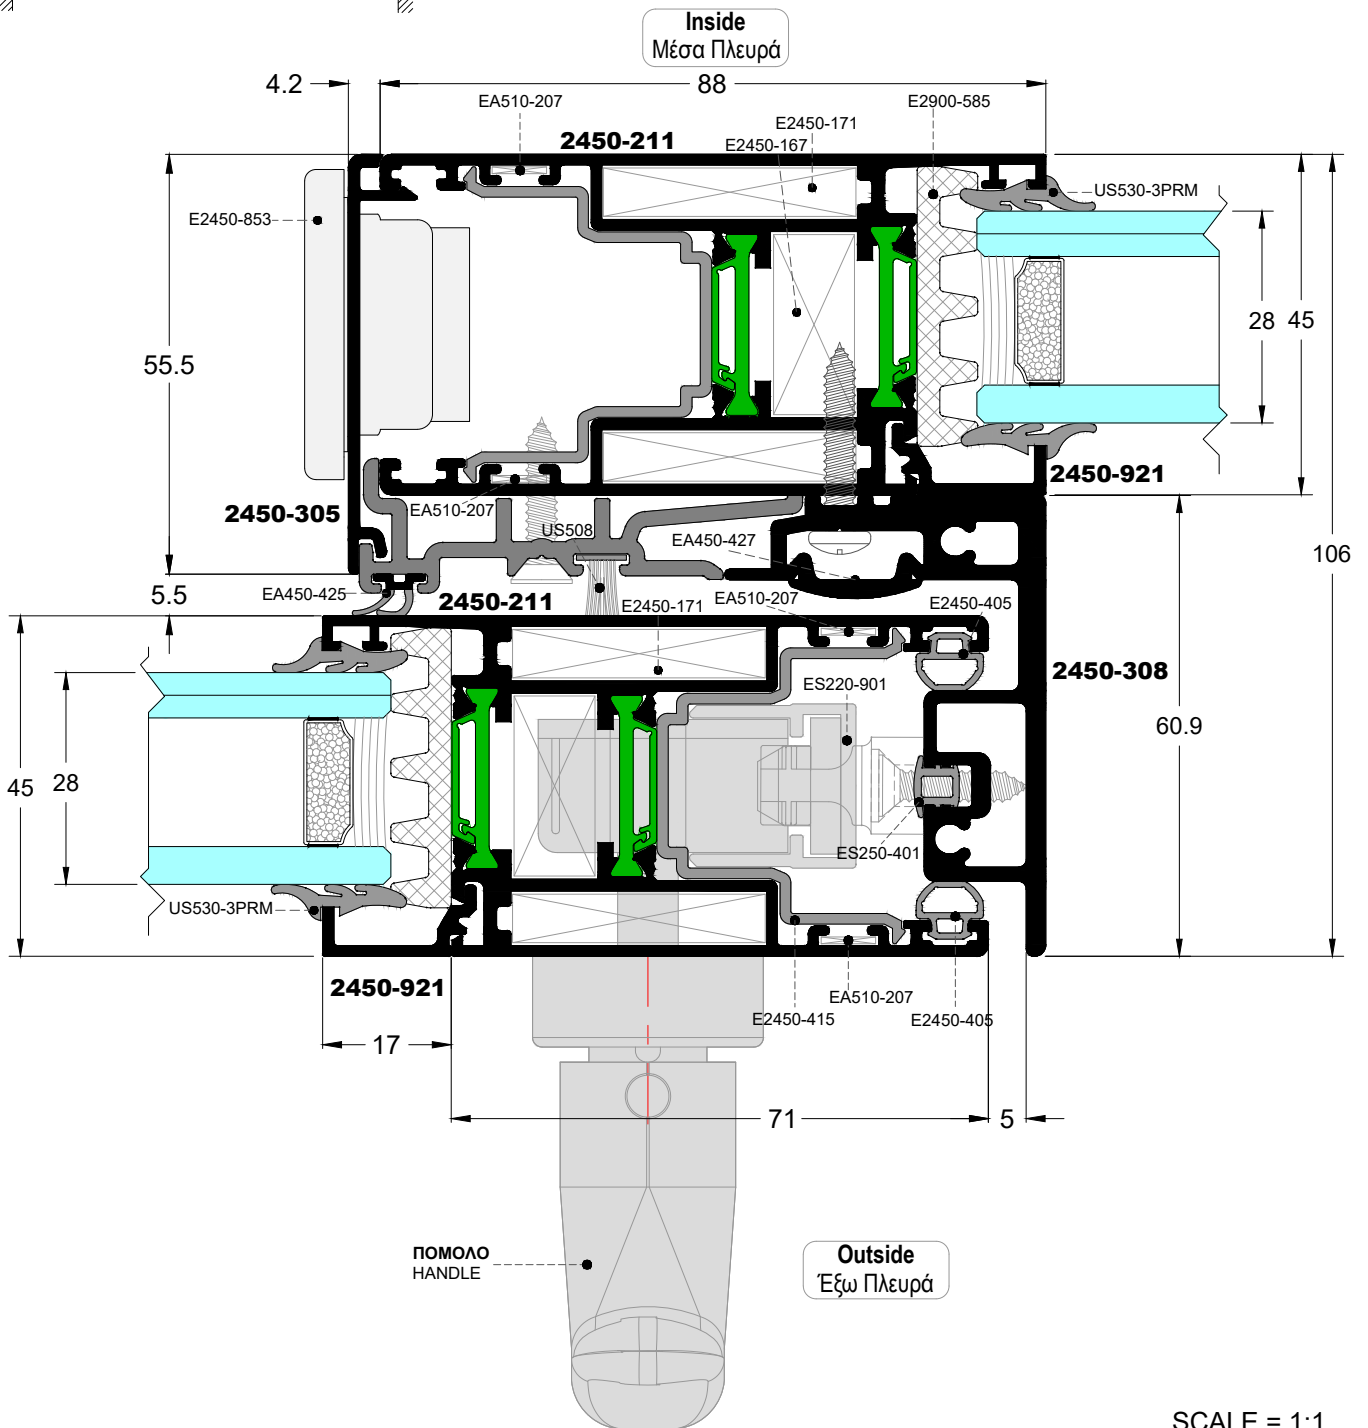 Inside
Μέσα Πλευρά
4.2
88
EA510-207
E2900-585
2450-211
E2450-171
E2450-167
US530-3PRM
E2450-853
28
45
55.5
2450-921
EA510-207
2450-305
US508
EA450-427
106
5.5
EA450-425
2450-211
E2450-171
EA510-207
E2450-405
2450-308
ES220-901
60.9
45
28
ES250-401
US530-3PRM
2450-921
EA510-207
E2450-415
E2450-405
17
71
5
ΠΟΜΟΛΟ
HANDLE
Outside
Έξω Πλευρά
SCALE = 1:1